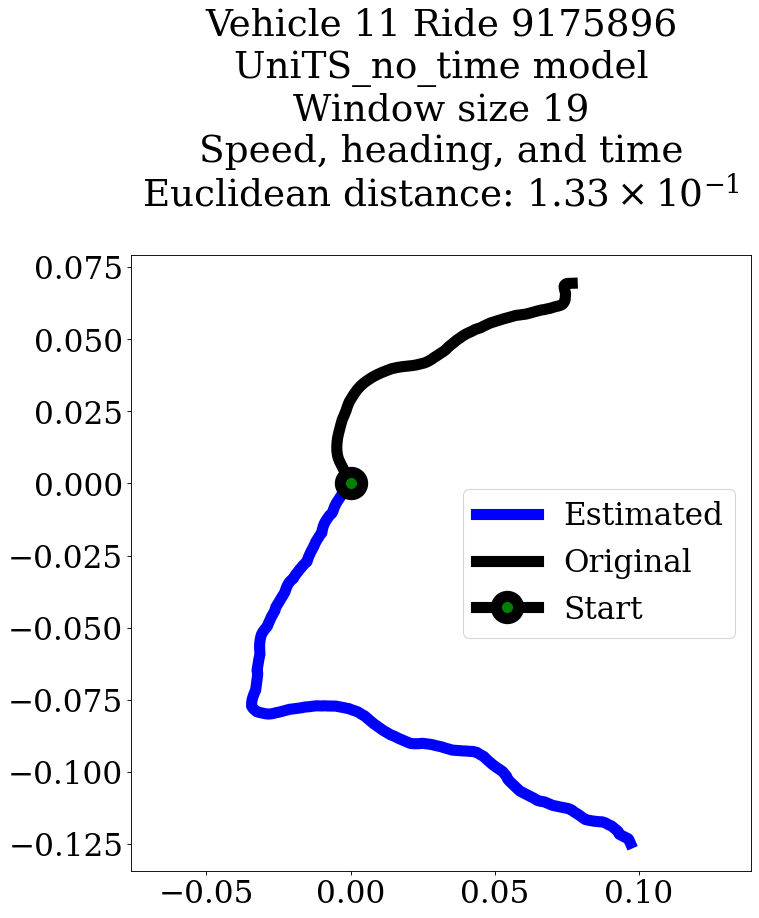 Vehicle 11 Ride 9175896
UniTS_no_time model
Window size 19
Speed, heading, and time
Euclidean distance: 1.33 × 10⁻¹
0.075
0.050
0.025
0.000
−0.025
−0.050
−0.075
−0.100
−0.125
Estimated
Original
Start
−0.05 0.00 0.05 0.10